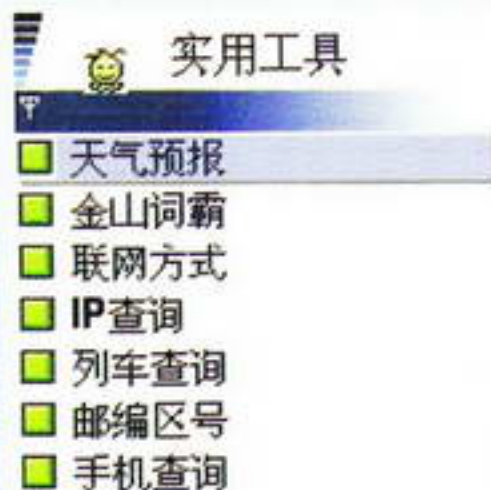 实用工具
天气预报
金山词霸
联网方式
IP查询
列车查询
邮编区号
手机查询